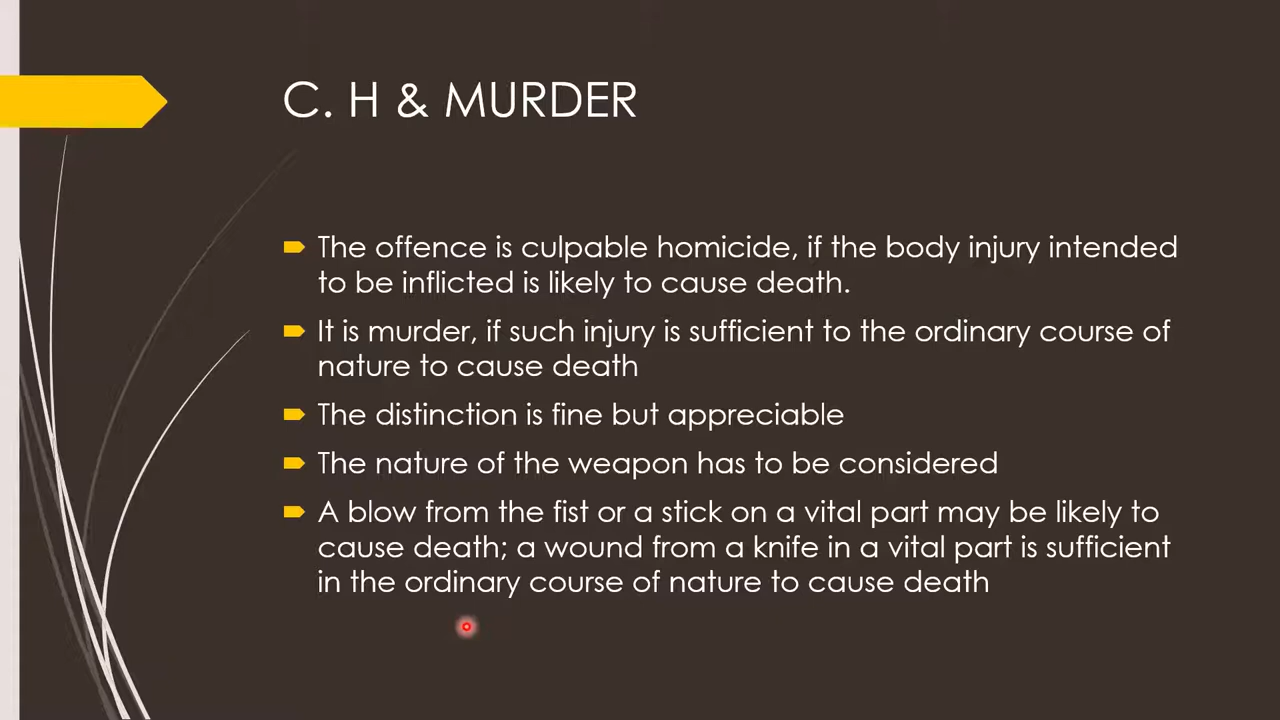 C. H & MURDER
The offence is culpable homicide, if the body injury intended
to be inflicted is likely to cause death.
It is murder, if such injury is sufficient to the ordinary course of
nature to cause death
The distinction is fine but appreciable
The nature of the weapon has to be considered
A blow from the fist or a stick on a vital part may be likely to
cause death; a wound from a knife in a vital part is sufficient
in the ordinary course of nature to cause death